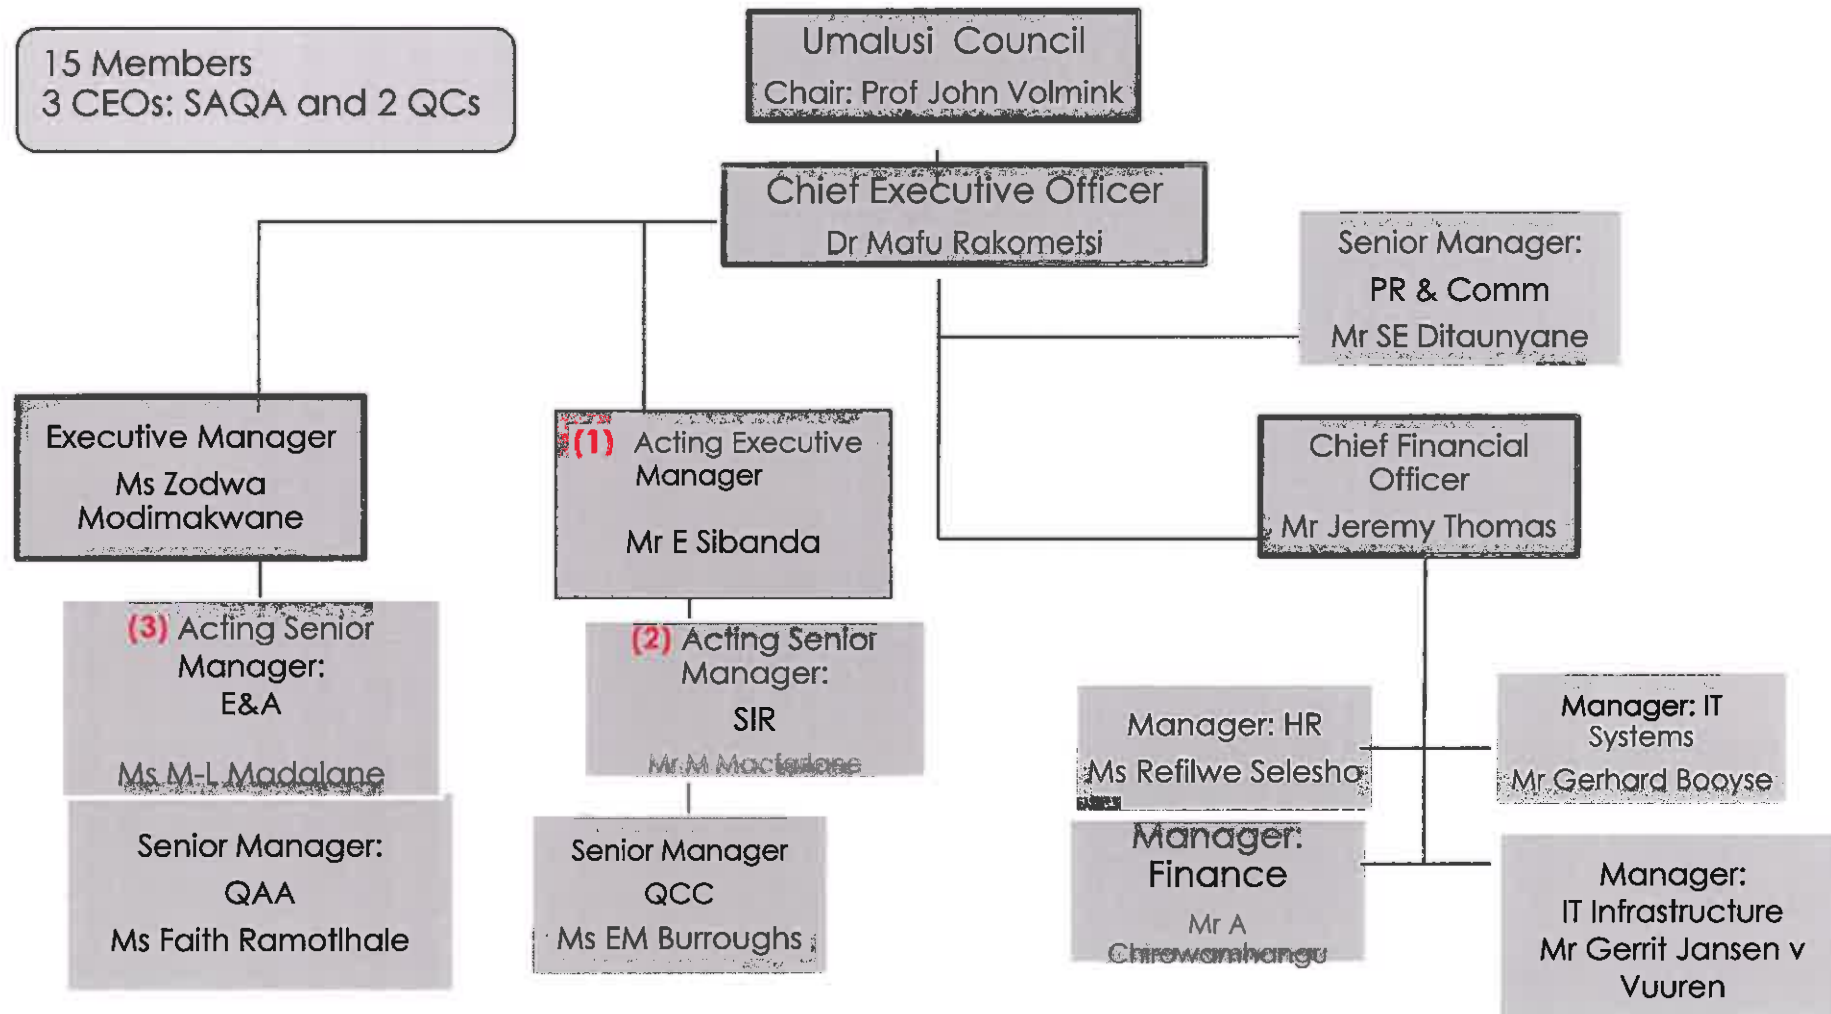 15 Members
3 CEOs: SAQA and 2 QCs
Umalusi Council
Chair: Prof John Volmink
Chief Executive Officer
Dr Mafu Rakometsi
Senior Manager:
PR & Comm
Mr SE Ditaunyane
Executive Manager
Ms Zodwa
Modimakwane
(1) Acting Executive
Manager
Mr E Sibanda
Chief Financial
Officer
Mr Jeremy Thomas
(3) Acting Senior
Manager:
E&A
Ms M-L Madalane
(2) Acting Senior
Manager:
SIR
Mr M Macfarlane
Manager: HR
Ms Refilwe Selesho
Manager: IT
Systems
Mr Gerhard Booyse
Senior Manager:
QAA
Ms Faith Ramotlhale
Senior Manager
QCC
Ms EM Burroughs
Manager:
Finance
Mr A
Chirowamhangu
Manager:
IT Infrastructure
Mr Gerrit Jansen v
Vuuren